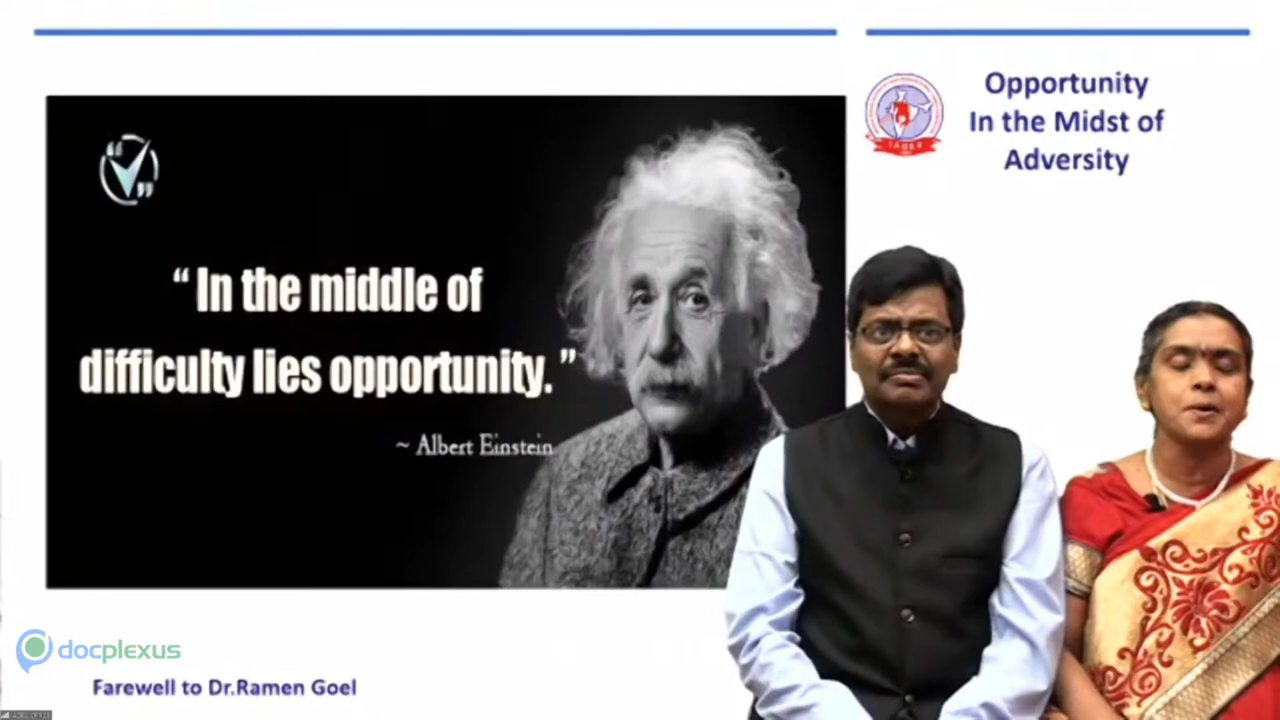 Opportunity
In the Midst of
Adversity
“ In the middle of
difficulty lies opportunity. ”
~ Albert Einstein
docplexus
Farewell to Dr.Ramen Goel